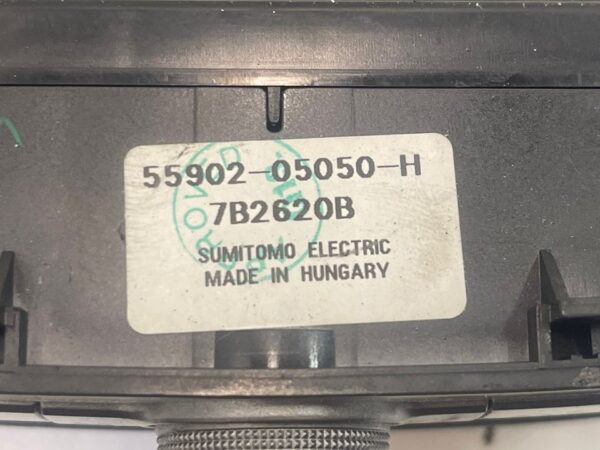 55902-05050-H
7B2620B
SUMITOMO ELECTRIC
MADE IN HUNGARY